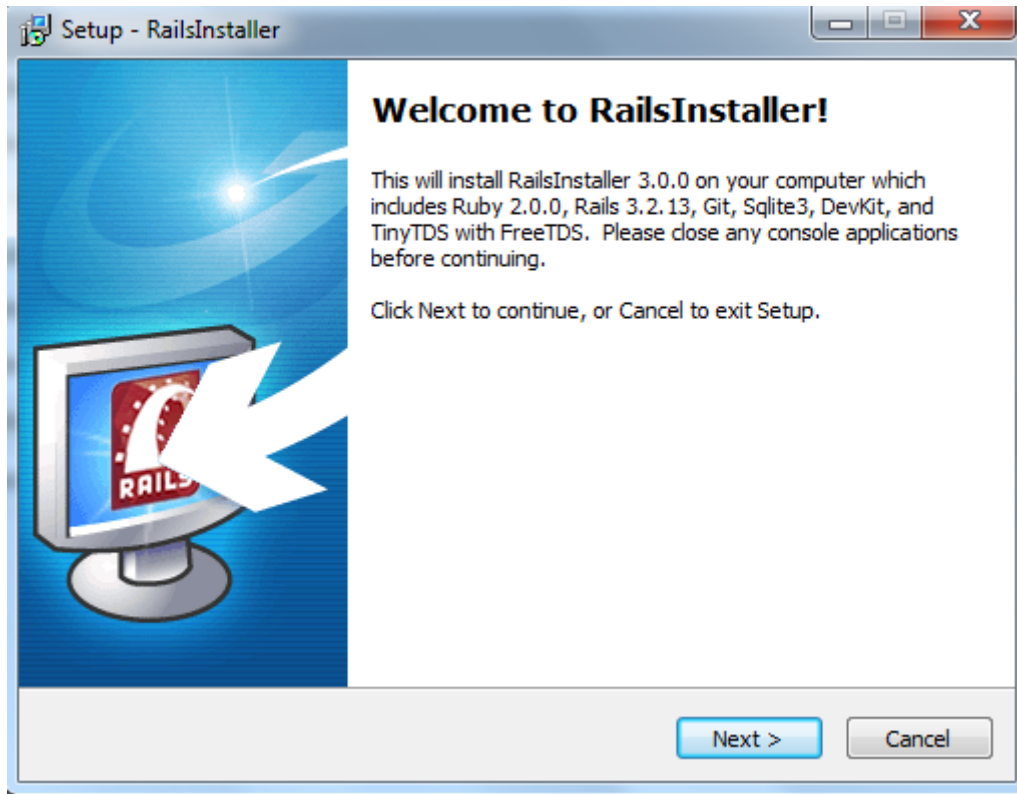 Setup - RailsInstaller
Welcome to RailsInstaller!
This will install RailsInstaller 3.0.0 on your computer which
includes Ruby 2.0.0, Rails 3.2.13, Git, Sqlite3, DevKit, and
TinyTDS with FreeTDS.  Please close any console applications
before continuing.
Click Next to continue, or Cancel to exit Setup.
RAILS
Next >
Cancel